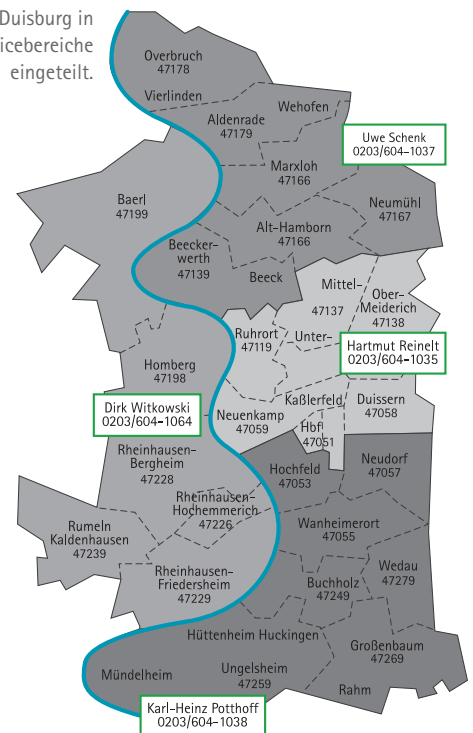 Duisburg in
icebereiche
eingeteilt.
Overbruch
47178
Vierlinden
Wehofen
Aldenrade
47179
Uwe Schenk
0203/604-1037
Marxloh
47166
Baerl
47199
Neumühl
47167
Alt-Hamborn
47166
Beecker-
werth
47139
Beeck
Mittel-
47137
Ober-
Meiderich
47138
Ruhrort
47119
Unter-
Hartmut Reinelt
0203/604-1035
Homberg
47198
Kaßlerfeld
Duissern
47058
Dirk Witkowski
0203/604-1064
Neuenkamp
47059
Hbf
47051
Rheinhausen-
Bergheim
47228
Hochfeld
47053
Neudorf
47057
Rheinhausen-
Hochemmerich
47226
Rumeln
Kaldenhausen
47239
Wanheimerort
47055
Wedau
47279
Rheinhausen-
Friedersheim
47229
Buchholz
47249
Hüttenheim Huckingen
Großenbaum
47269
Mündelheim
Ungelsheim
47259
Rahm
Karl-Heinz Potthoff
0203/604-1038